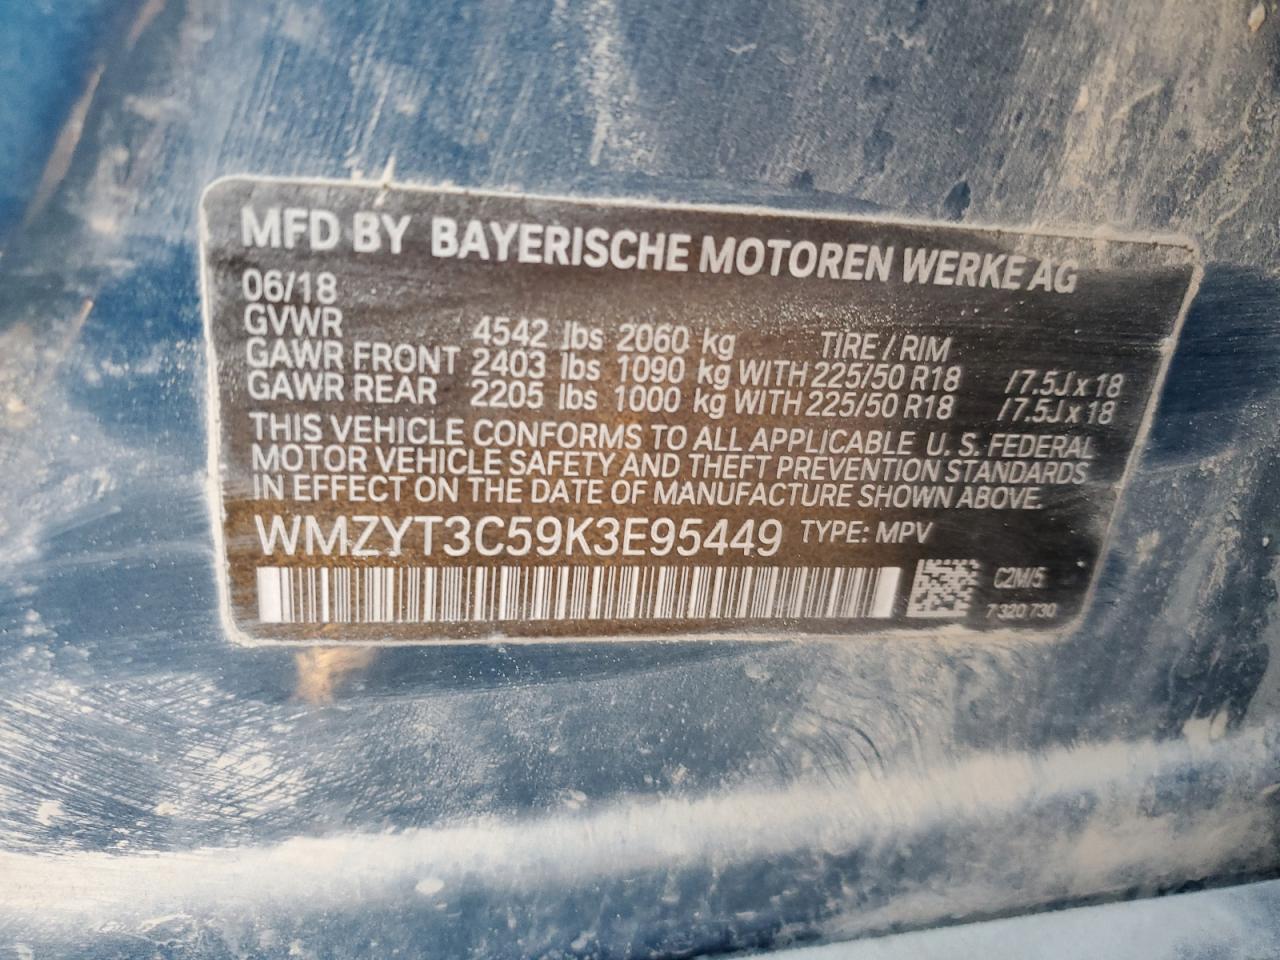 MFD BY BAYERISCHE MOTOREN WERKE AG
06/18
GVWR 4542 lbs 2060 kg TIRE / RIM
GAWR FRONT 2403 lbs 1090 kg WITH 225/50 R18 /7.5J x 18
GAWR REAR 2205 lbs 1000 kg WITH 225/50 R18 /7.5J x 18
THIS VEHICLE CONFORMS TO ALL APPLICABLE U. S. FEDERAL
MOTOR VEHICLE SAFETY AND THEFT PREVENTION STANDARDS
IN EFFECT ON THE DATE OF MANUFACTURE SHOWN ABOVE.
WMZYT3C59K3E95449 TYPE: MPV
C2M/5
7 320 730